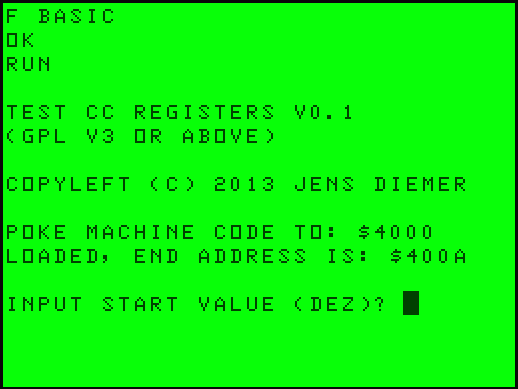 F BASIC
OK
RUN
TEST CC REGISTERS V0.1
(GPL V3 OR ABOVE)
COPYLEFT (C) 2013 JENS DIEMER
POKE MACHINE CODE TO: $4000
LOADED, END ADDRESS IS: $400A
INPUT START VALUE (DEZ)?